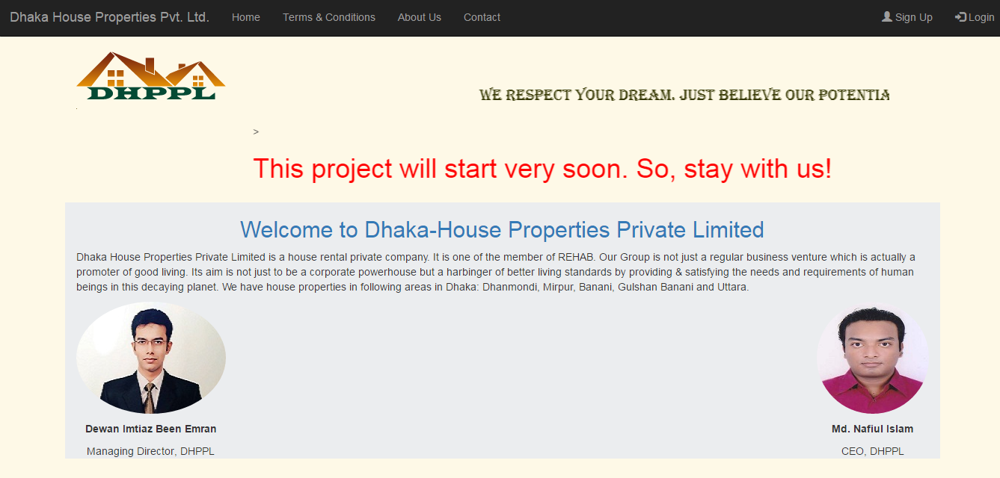 Dhaka House Properties Pvt. Ltd. Home Terms & Conditions About Us Contact Sign Up Login
DHPPL
WE RESPECT YOUR DREAM. JUST BELIEVE OUR POTENTIA
>
This project will start very soon. So, stay with us!
Welcome to Dhaka-House Properties Private Limited
Dhaka House Properties Private Limited is a house rental private company. It is one of the member of REHAB. Our Group is not just a regular business venture which is actually a
promoter of good living. Its aim is not just to be a corporate powerhouse but a harbinger of better living standards by providing & satisfying the needs and requirements of human
beings in this decaying planet. We have house properties in following areas in Dhaka: Dhanmondi, Mirpur, Banani, Gulshan Banani and Uttara.
Dewan Imtiaz Been Emran Md. Nafiul Islam
Managing Director, DHPPL CEO, DHPPL